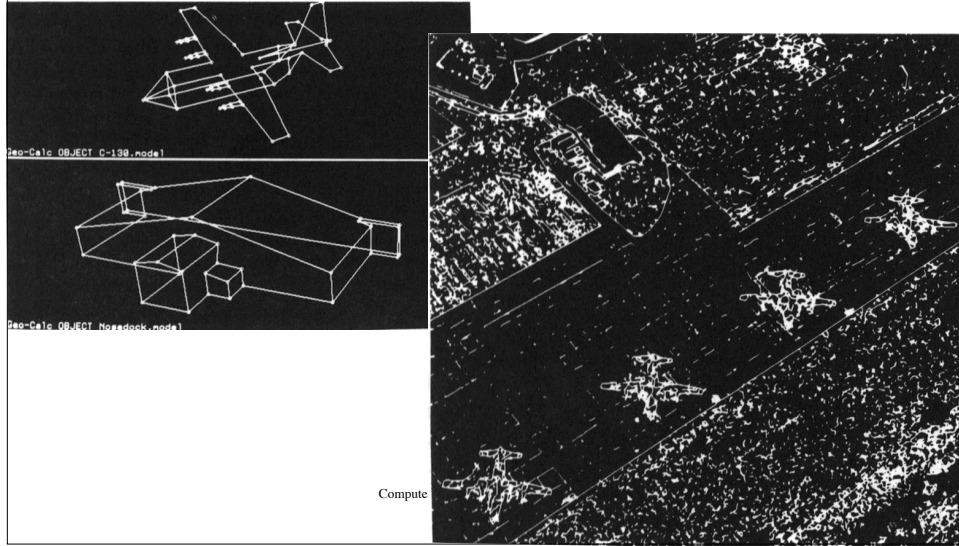 Geo-Calc OBJECT C-130.model
Geo-Calc OBJECT Nosedock.model
Compute